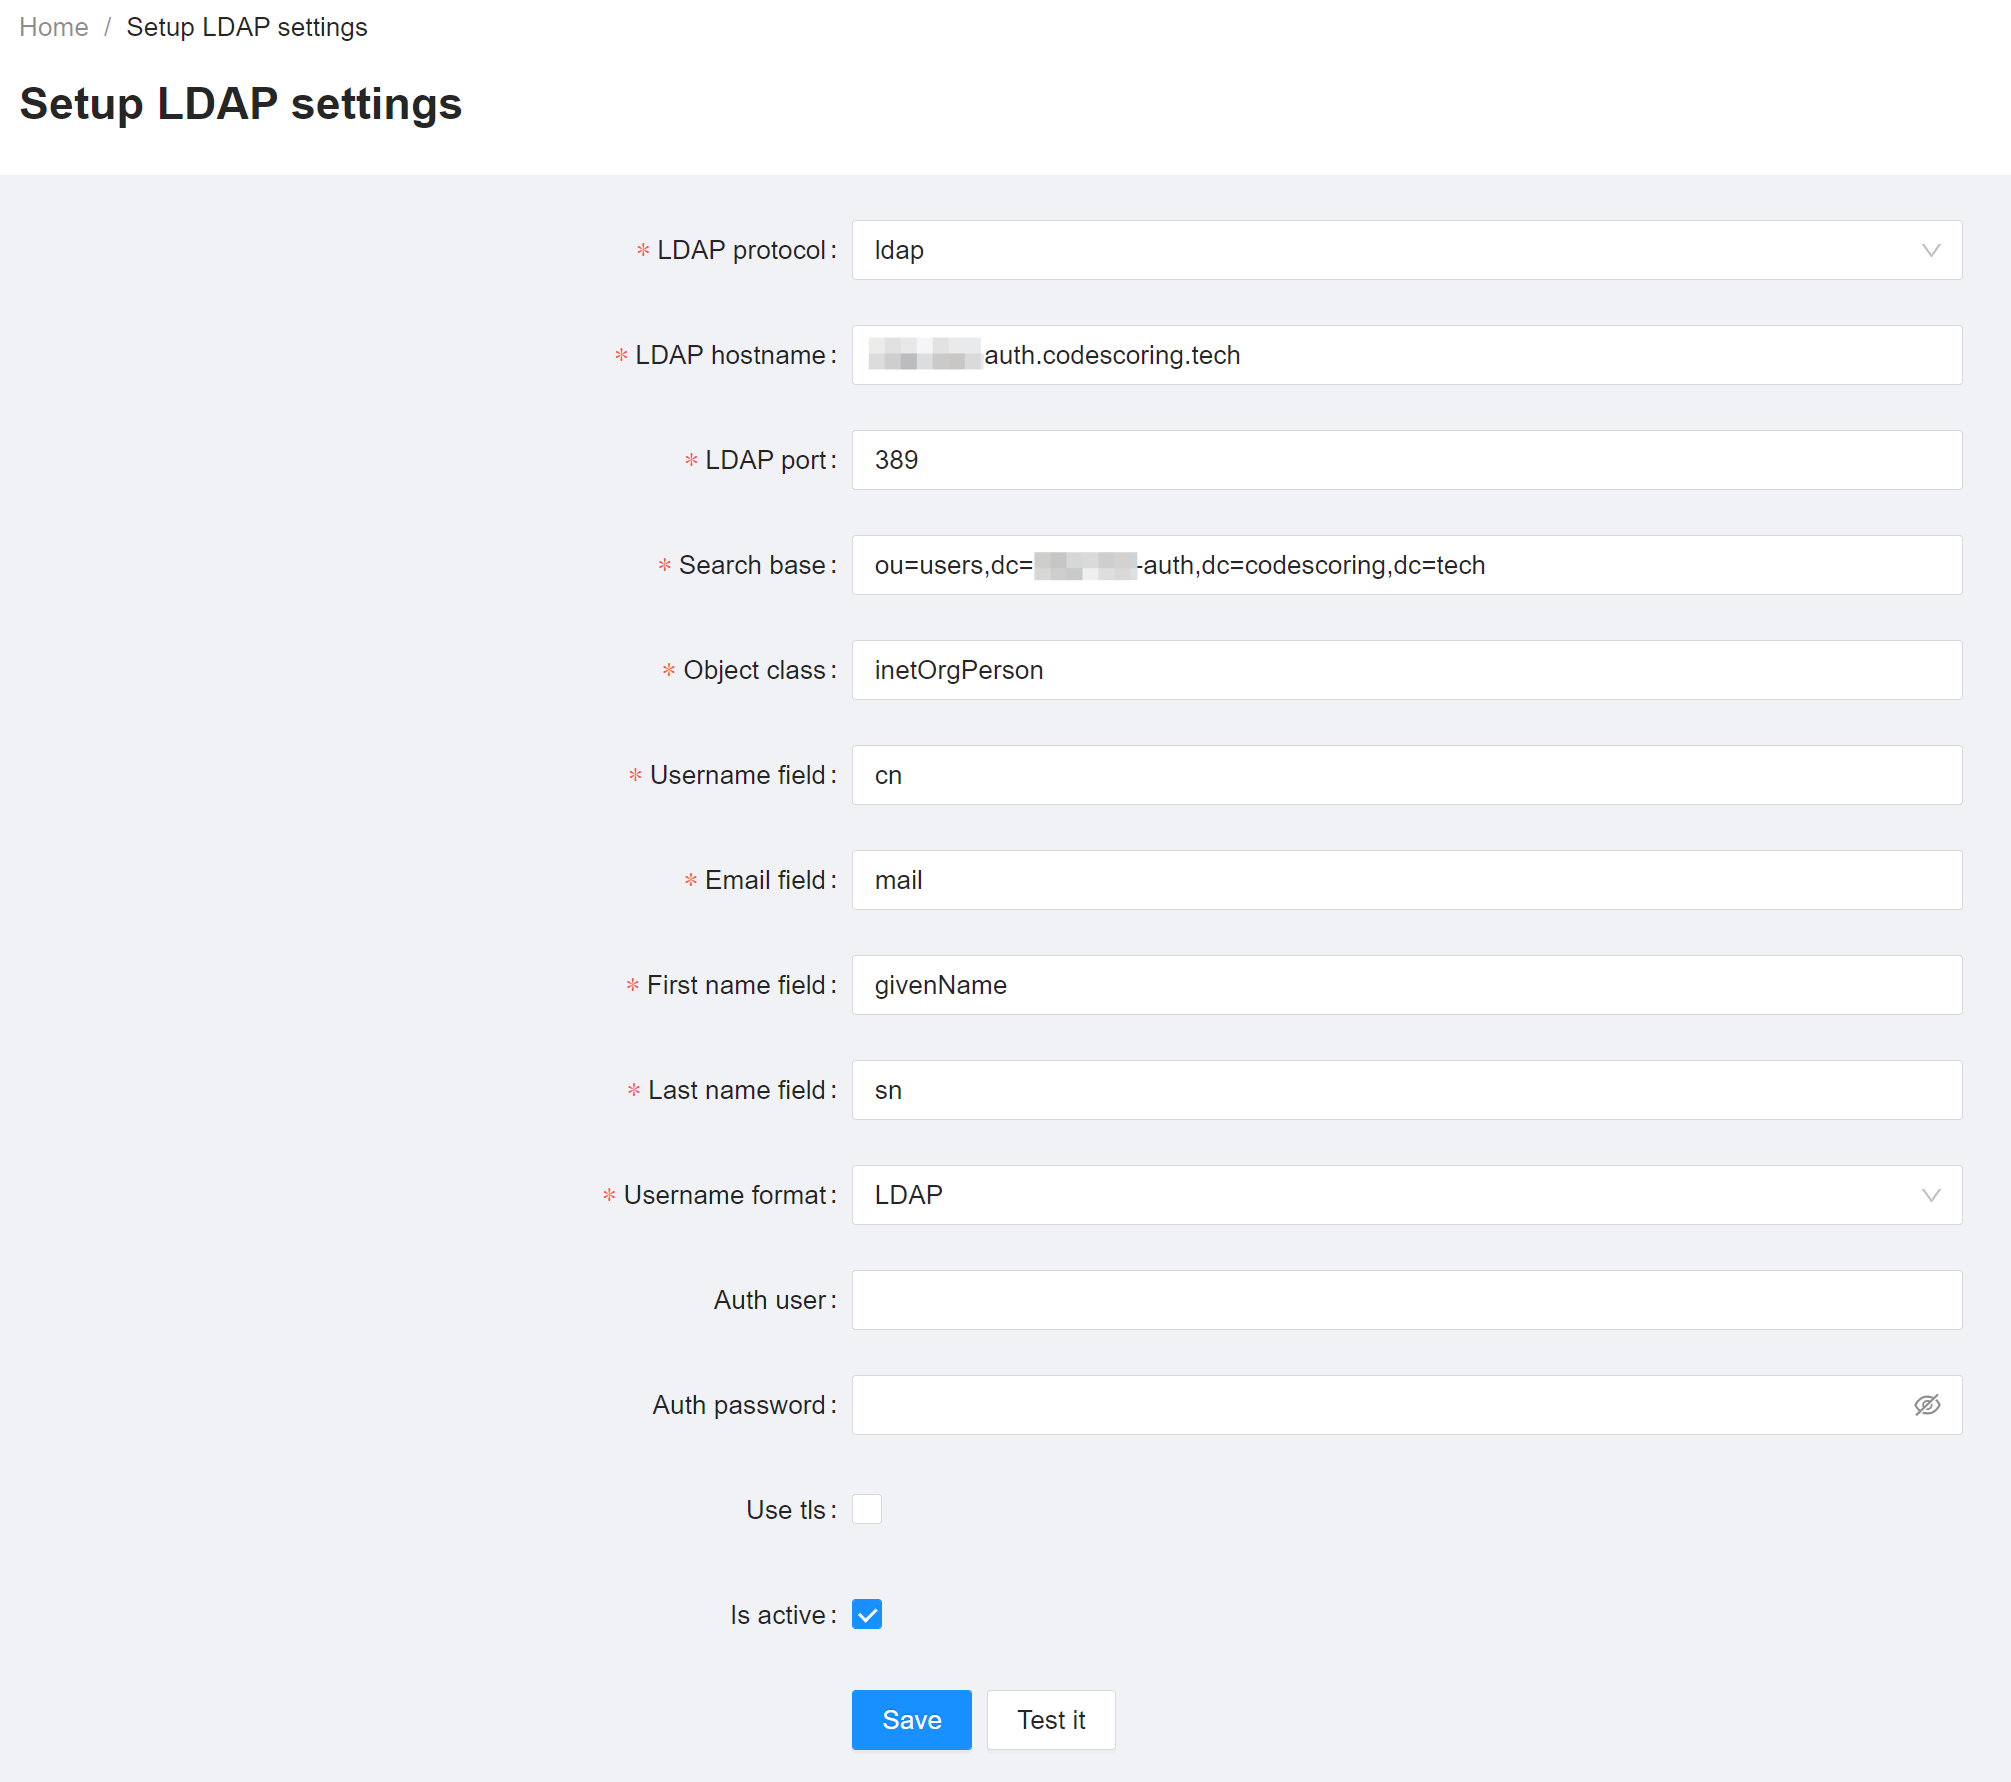 Home / Setup LDAP settings
Setup LDAP settings
* LDAP protocol: ldap
* LDAP hostname: auth.codescoring.tech
* LDAP port: 389
* Search base: ou=users,dc= -auth,dc=codescoring,dc=tech
* Object class: inetOrgPerson
* Username field: cn
* Email field: mail
* First name field: givenName
* Last name field: sn
* Username format: LDAP
Auth user:
Auth password:
Use tls:
Is active:
Save Test it